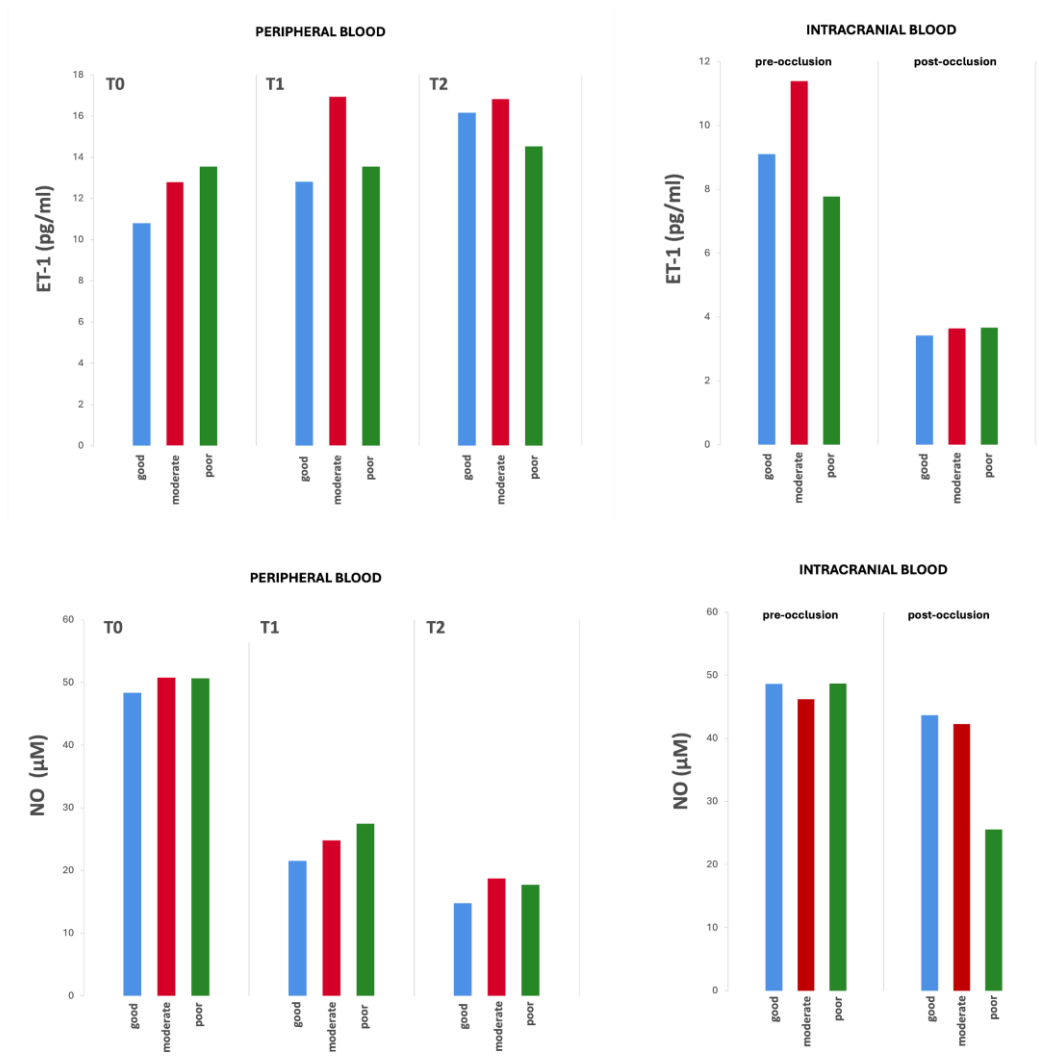 PERIPHERAL BLOOD
T0 T1 T2
ET-1 (pg/ml)
18
16
14
12
10
8
6
4
2
0
good moderate poor good moderate poor good moderate poor
INTRACRANIAL BLOOD
pre-occlusion post-occlusion
ET-1 (pg/ml)
12
10
8
6
4
2
0
good moderate poor good moderate poor
PERIPHERAL BLOOD
T0 T1 T2
NO (µM)
60
50
40
30
20
10
0
good moderate poor good moderate poor good moderate poor
INTRACRANIAL BLOOD
pre-occlusion post-occlusion
NO (µM)
60
50
40
30
20
10
0
good moderate poor good moderate poor